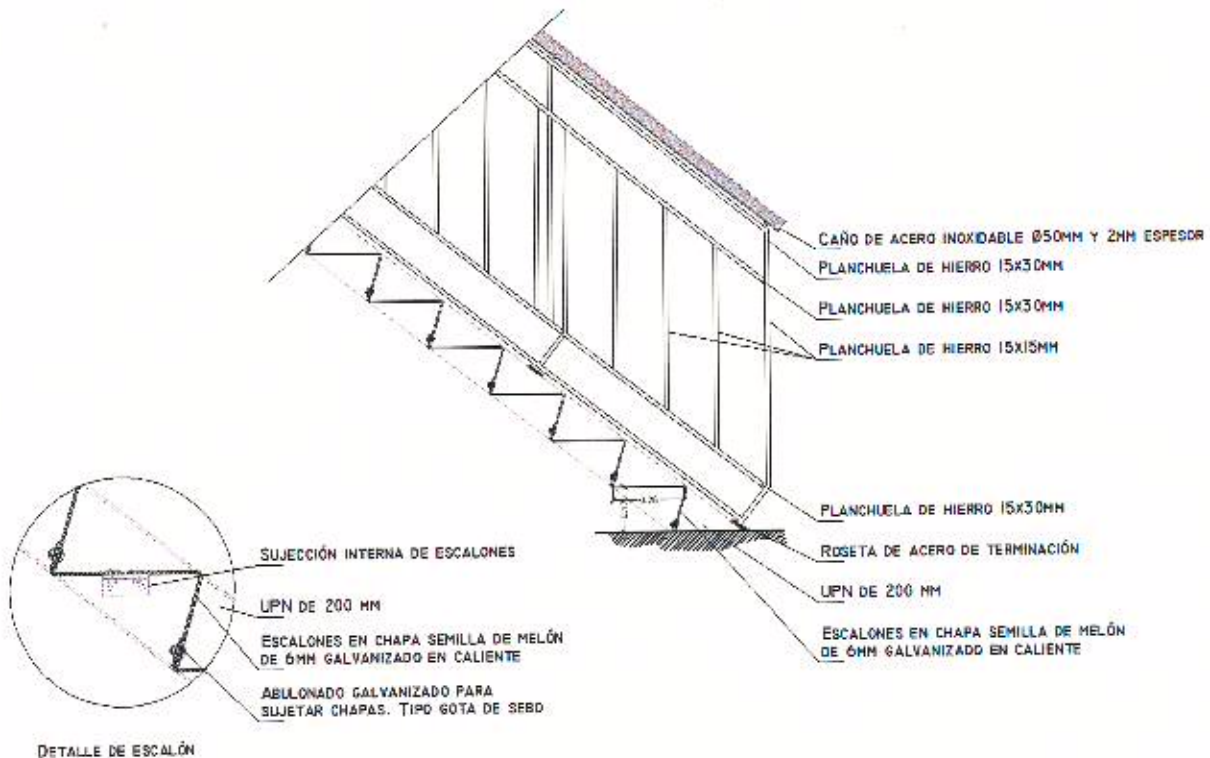 CAÑO DE ACERO INOXIDABLE Ø50MM Y 2MM ESPESOR
PLANCHUELA DE HIERRO 15X30MM
PLANCHUELA DE HIERRO 15X30MM
PLANCHUELA DE HIERRO 15X15MM
PLANCHUELA DE HIERRO 15X30MM
ROSETA DE ACERO DE TERMINACIÓN
UPN DE 200 MM
ESCALONES EN CHAPA SEMILLA DE MELÓN
DE 6MM GALVANIZADO EN CALIENTE
SUJECCIÓN INTERNA DE ESCALONES
UPN DE 200 MM
ESCALONES EN CHAPA SEMILLA DE MELÓN
DE 6MM GALVANIZADO EN CALIENTE
ABULONADO GALVANIZADO PARA
SUJETAR CHAPAS. TIPO GOTA DE SEBO
DETALLE DE ESCALÓN